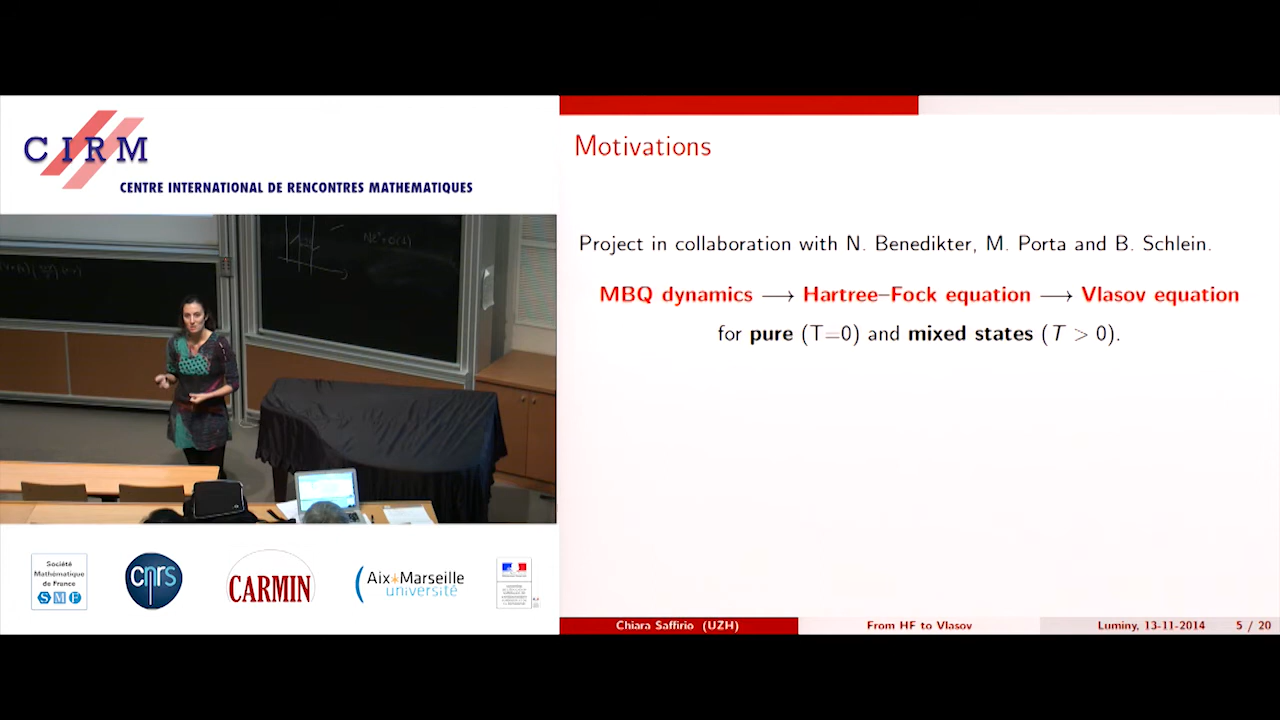 CIRM
CENTRE INTERNATIONAL DE RENCONTRES MATHEMATIQUES
Société
Mathématique
de France
SMF
cnrs
CARMIN
Aix*Marseille
université
Motivations
Project in collaboration with N. Benedikter, M. Porta and B. Schlein.
MBQ dynamics → Hartree–Fock equation → Vlasov equation
for pure (T=0) and mixed states (T > 0).
Chiara Saffirio (UZH) From HF to Vlasov Luminy, 13-11-2014 5 / 20